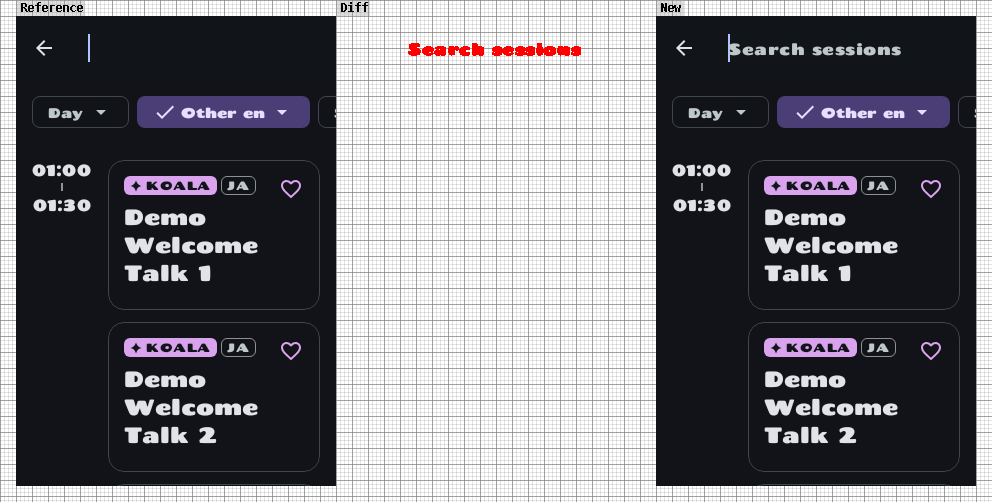 Reference
Diff
New
Search sessions
Search sessions
Day
Other en
Day
Other en
01:00
01:30
KOALA
JA
Demo
Welcome
Talk 1
KOALA
JA
Demo
Welcome
Talk 2
01:00
01:30
KOALA
JA
Demo
Welcome
Talk 1
KOALA
JA
Demo
Welcome
Talk 2